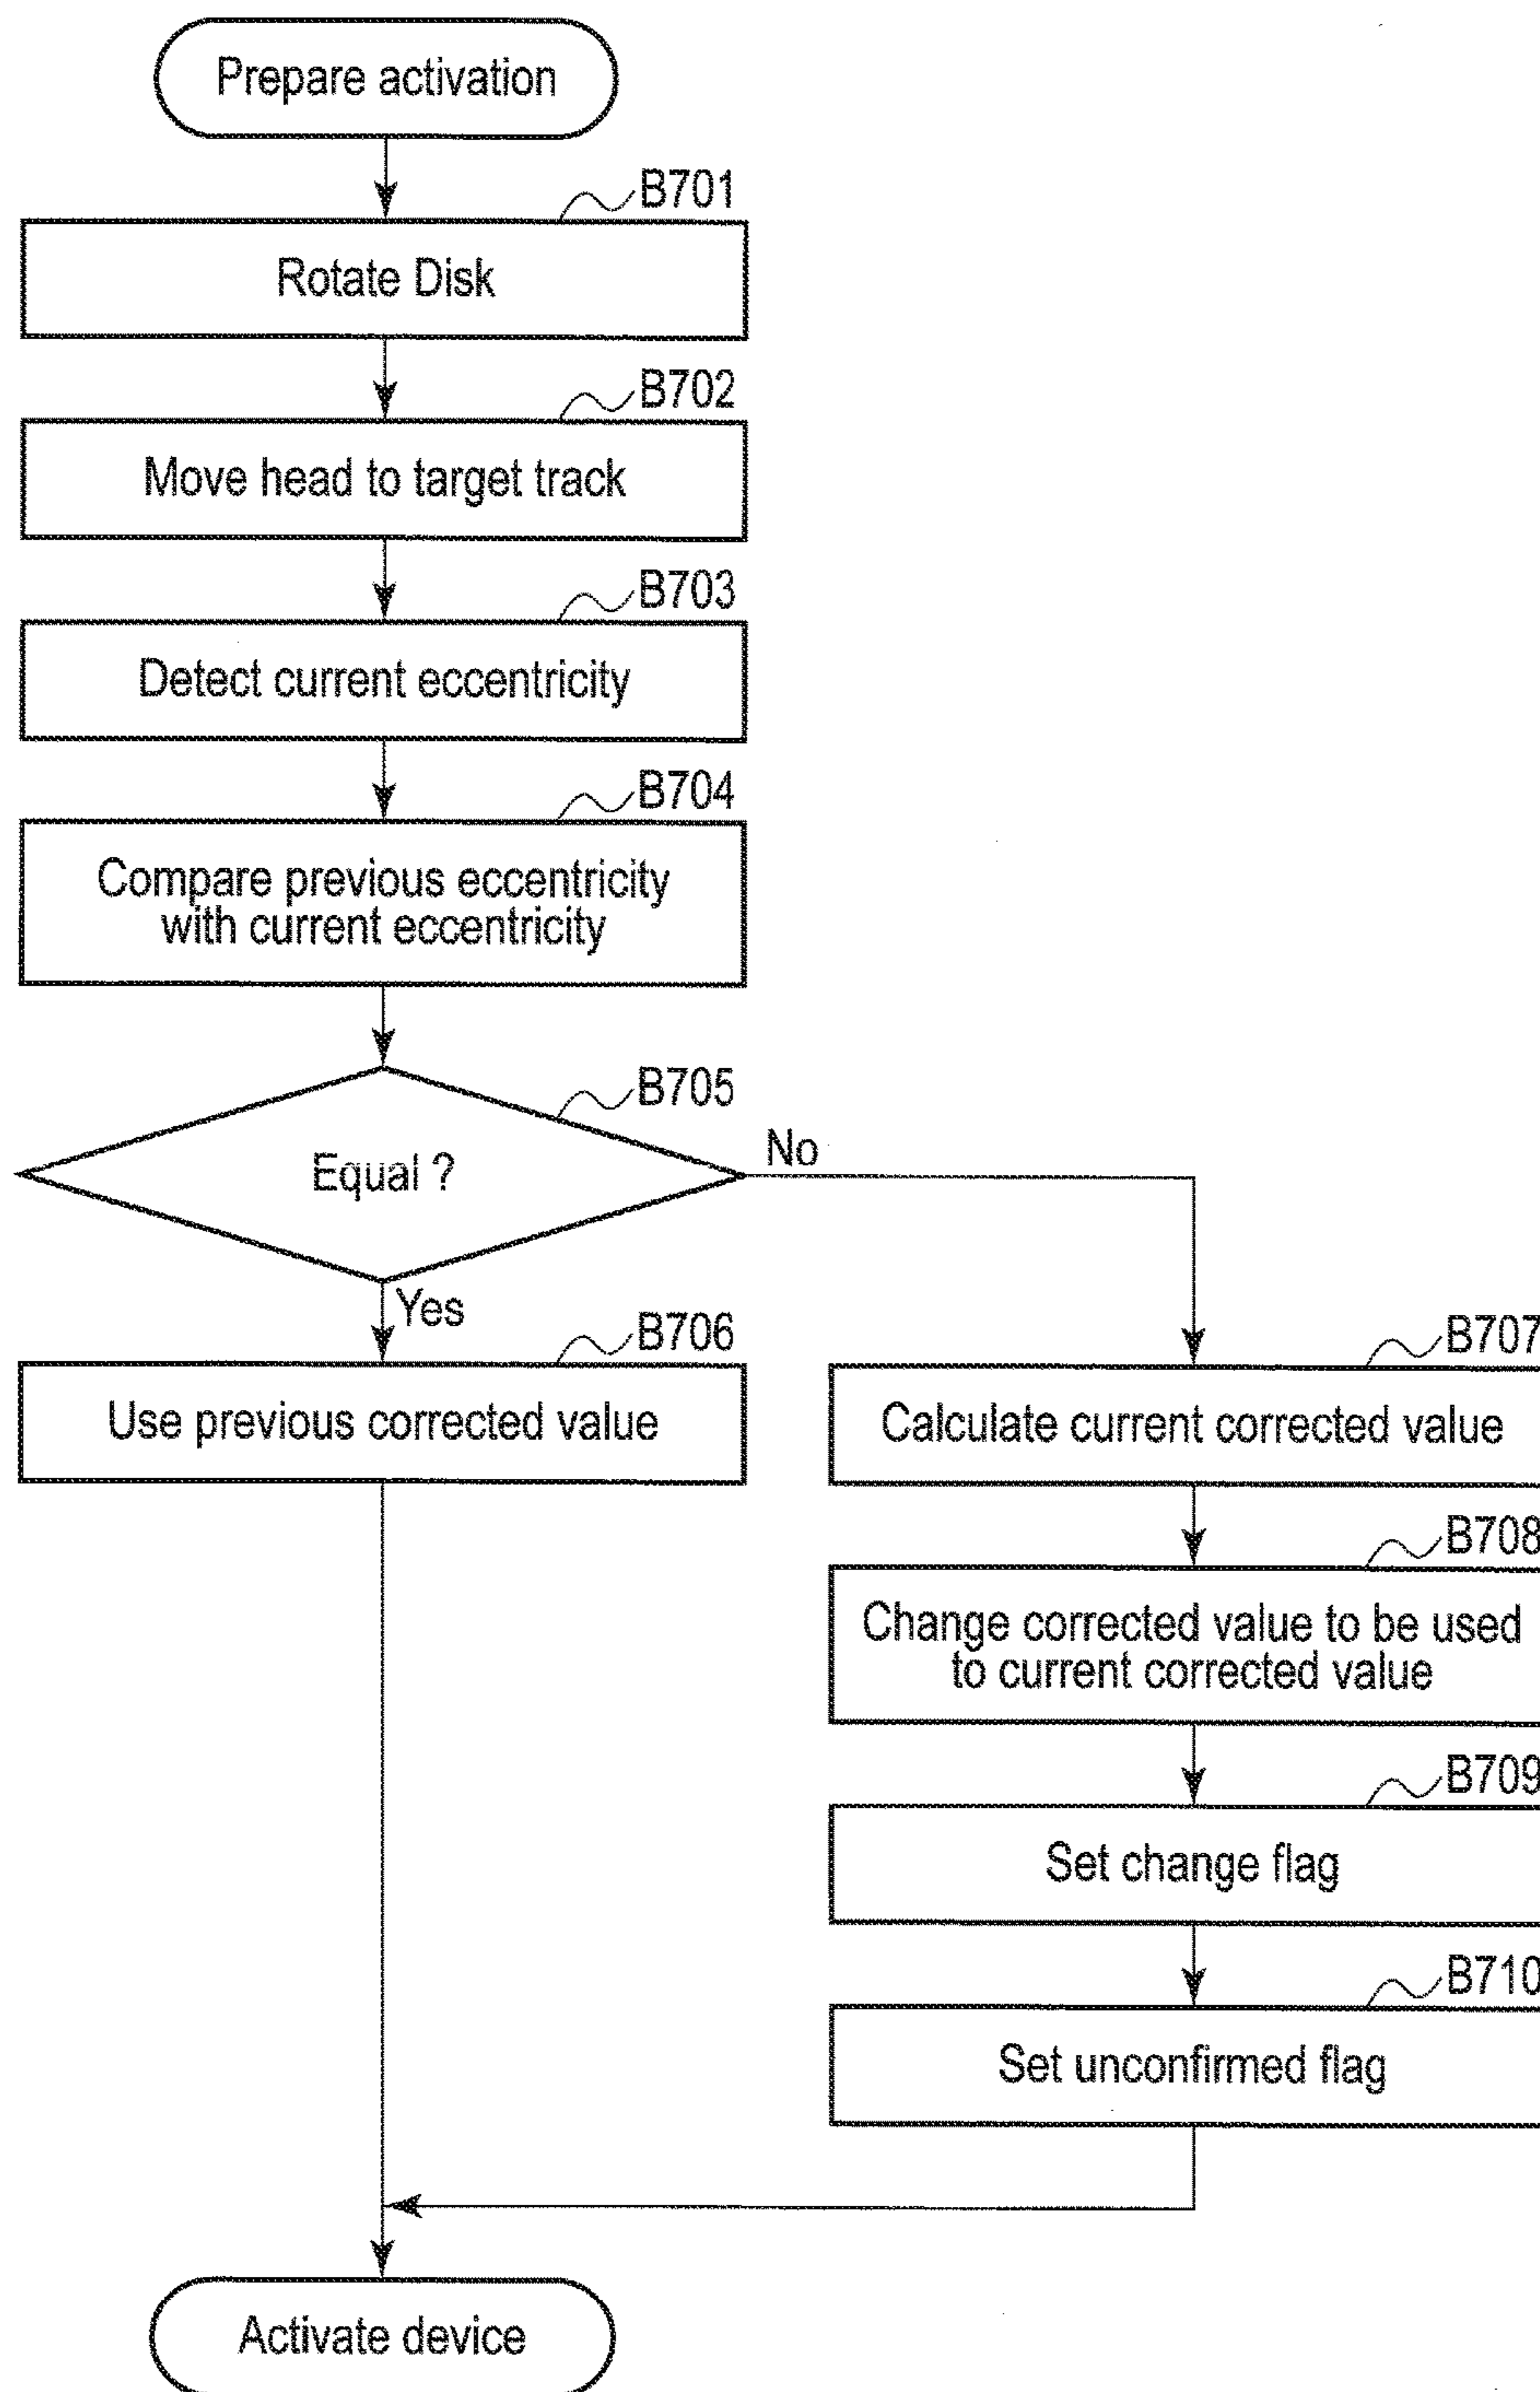 Prepare activation
B701
Rotate Disk
B702
Move head to target track
B703
Detect current eccentricity
B704
Compare previous eccentricity
with current eccentricity
B705
Equal ?
No
Yes
B706
Use previous corrected value
B707
Calculate current corrected value
B708
Change corrected value to be used
to current corrected value
B709
Set change flag
B710
Set unconfirmed flag
Activate device